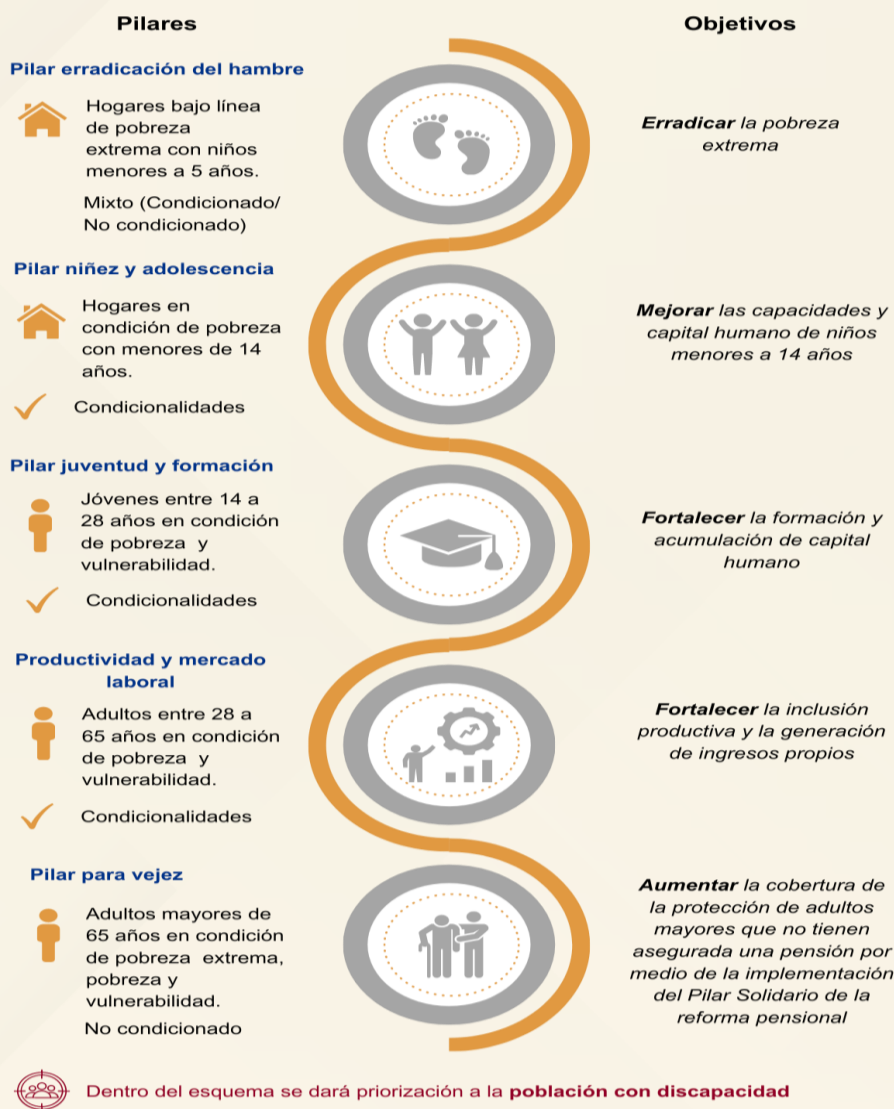 Pilares
Objetivos
Pilar erradicación del hambre
Hogares bajo línea
de pobreza
extrema con niños
menores a 5 años.
Mixto (Condicionado/
No condicionado)
Erradicar la pobreza
extrema
Pilar niñez y adolescencia
Hogares en
condición de pobreza
con menores de 14
años.
Condicionalidades
Mejorar las capacidades y
capital humano de niños
menores a 14 años
Pilar juventud y formación
Jóvenes entre 14 a
28 años en condición
de pobreza y
vulnerabilidad.
Condicionalidades
Fortalecer la formación y
acumulación de capital
humano
Productividad y mercado
laboral
Adultos entre 28 a
65 años en condición
de pobreza y
vulnerabilidad.
Condicionalidades
Fortalecer la inclusión
productiva y la generación
de ingresos propios
Pilar para vejez
Adultos mayores de
65 años en condición
de pobreza extrema,
pobreza y
vulnerabilidad.
No condicionado
Aumentar la cobertura de
la protección de adultos
mayores que no tienen
asegurada una pensión por
medio de la implementación
del Pilar Solidario de la
reforma pensional
Dentro del esquema se dará priorización a la población con discapacidad